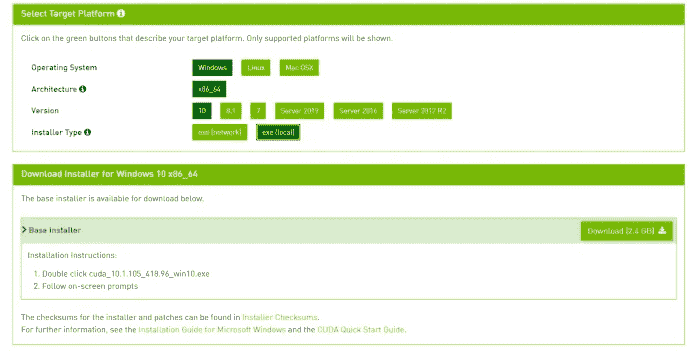 Select Target Platform
Click on the green buttons that describe your target platform. Only supported platforms will be shown.
Operating System Windows Linux Mac OSX
Architecture x86_64
Version 10 8.1 7 Server 2019 Server 2016 Server 2012 R2
Installer Type exe (network) exe (local)
Download Installer for Windows 10 x86_64
The base installer is available for download below.
Base Installer Download (2.4 GB)
Installation Instructions:
1. Double click cuda_10.1.105_418.96_win10.exe
2. Follow on-screen prompts
The checksums for the installer and patches can be found in Installer Checksums.
For further information, see the Installation Guide for Microsoft Windows and the CUDA Quick Start Guide.